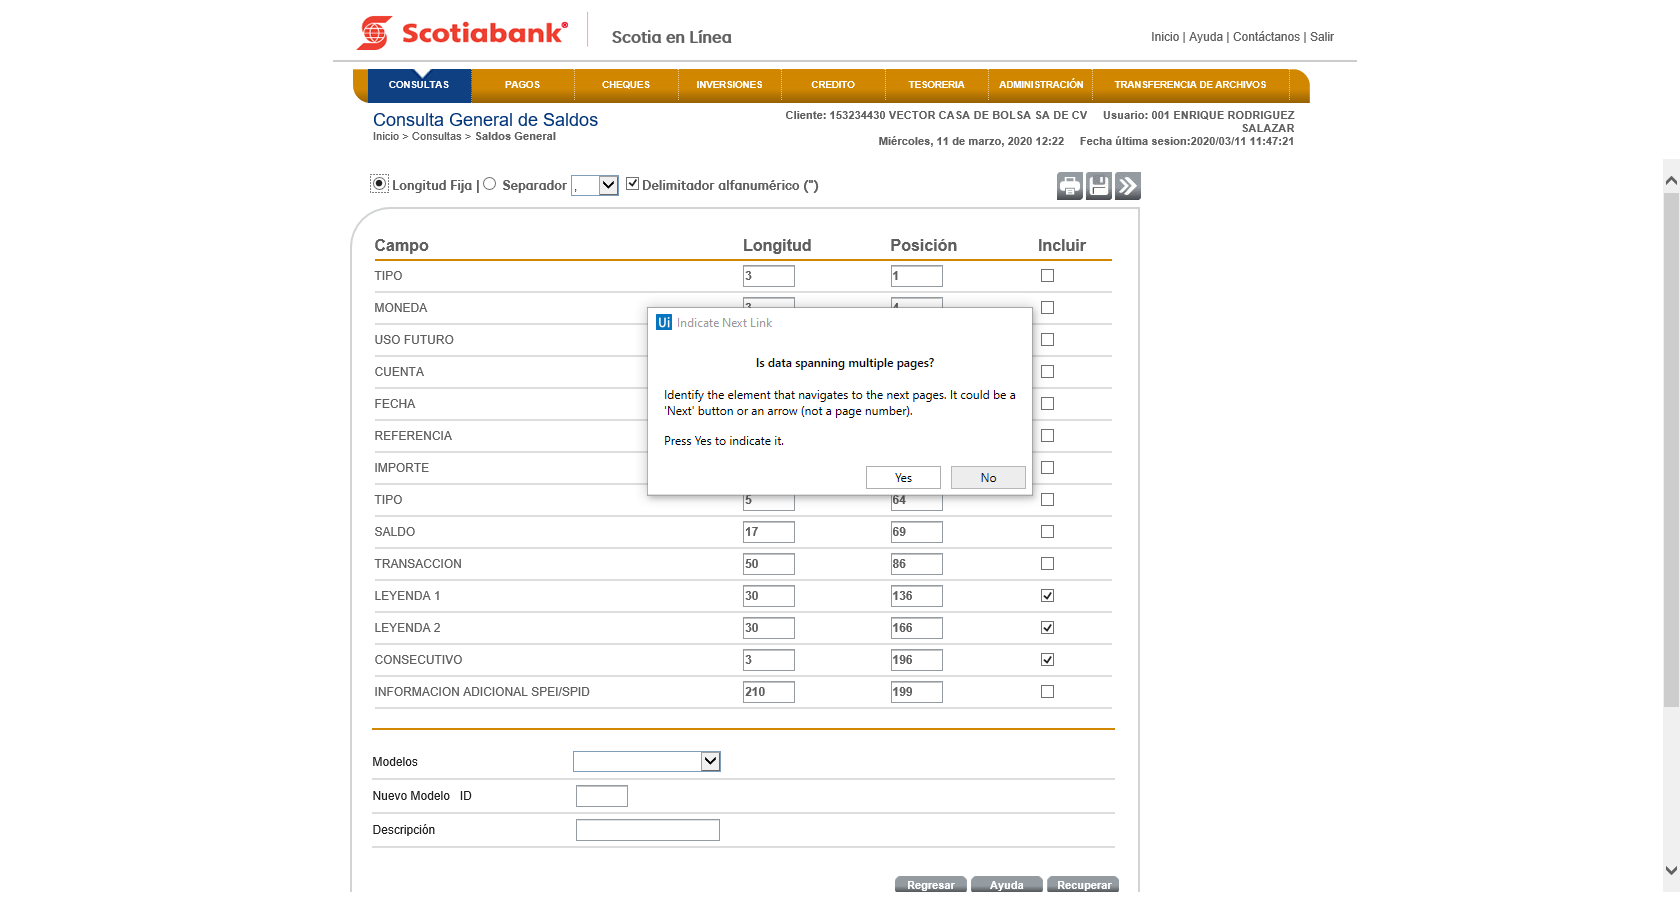 Scotiabank® Scotia en Línea Inicio | Ayuda | Contáctanos | Salir
CONSULTAS PAGOS CHEQUES INVERSIONES CREDITO TESORERIA ADMINISTRACIÓN TRANSFERENCIA DE ARCHIVOS
Consulta General de Saldos
Inicio > Consultas > Saldos General
Cliente: 153234430 VECTOR CASA DE BOLSA SA DE CV Usuario: 001 ENRIQUE RODRIGUEZ
SALAZAR
Miércoles, 11 de marzo, 2020 12:22 Fecha última sesion:2020/03/11 11:47:21
Longitud Fija | Separador , Delimitador alfanumérico (")
Campo Longitud Posición Incluir
TIPO 3 1
MONEDA
USO FUTURO
CUENTA
FECHA
REFERENCIA
IMPORTE
TIPO 5 64
SALDO 17 69
TRANSACCION 50 86
LEYENDA 1 30 136
LEYENDA 2 30 166
CONSECUTIVO 3 196
INFORMACION ADICIONAL SPEI/SPID 210 199
Ui Indicate Next Link
Is data spanning multiple pages?
Identify the element that navigates to the next pages. It could be a
'Next' button or an arrow (not a page number).
Press Yes to indicate it.
Yes No
Modelos
Nuevo Modelo ID
Descripción
Regresar Ayuda Recuperar